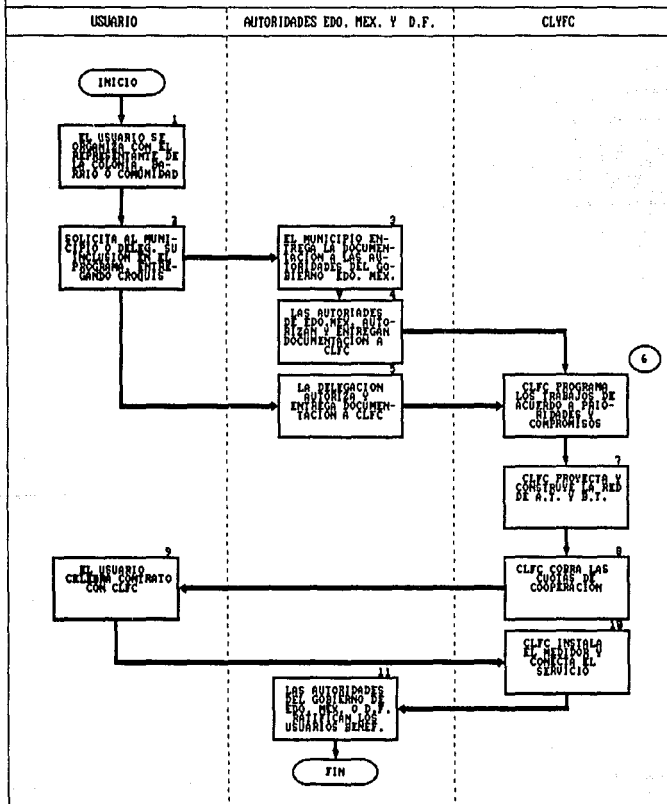 USUARIO
AUTORIDADES EDO. MEX. Y D.F.
CLYFC
INICIO
1
EL USUARIO SE
ORGANIZA CON EL
REPRESENTANTE DE
LA COLONIA, BA-
RRIO O COMUNIDAD
2
SOLICITA AL MUNI-
CIPIO O DELEG. SU
INCLUSION EN EL
PROGRAMA, ENTRE-
GANDO CROQUIS
3
EL MUNICIPIO EN-
TREGA LA DOCUMEN-
TACION A LAS AU-
TORIDADES DEL GO-
BIERNO EDO. MEX.
4
LAS AUTORIADES
DE EDO.MEX. AUTO-
RIZAN Y ENTREGAN
DOCUMENTACION A
CLFC
5
LA DELEGACION
AUTORIZA Y
ENTREGA DOCUMEN-
TACION A CLFC
6
CLFC PROGRAMA
LOS TRABAJOS DE
ACUERDO A PRIO-
RIDADES Y
COMPROMISOS
7
CLFC PROYECTA Y
CONSTRUYE LA RED
DE A.T. Y B.T.
8
CLFC COBRA LAS
CUOTAS DE
COOPERACION
9
EL USUARIO
CELEBRA CONTRATO
CON CLFC
10
CLFC INSTALA
EL MEDIDOR Y
CONECTA EL
SERVICIO
11
LAS AUTORIDADES
DEL GOBIERNO DE
EDO. MEX. O D.F.
RATIFICAN LOS
USUARIOS BENEF.
FIN